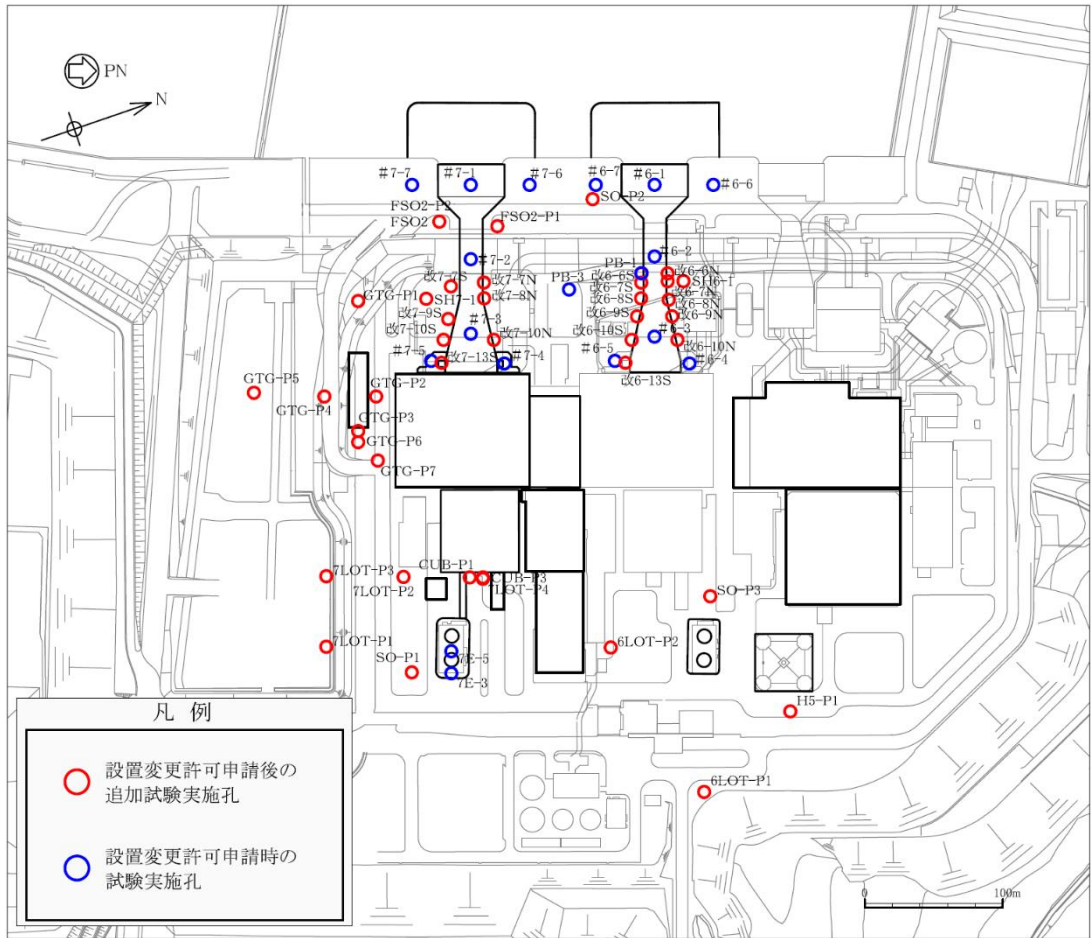 PN
N
#7-7
#7-1
#7-6
#6-7
#6-1
#6-6
SO-P2
FSO2-P2
FSO2
FSO2-P1
#7-2
#6-2
PB-1
PB-3
改6-6S
改6-6N
改7-7S
改7-7N
改6-7S
SH6-1
改6-7N
GTG-P1
SH7-1
改7-8N
改6-8S
改6-8N
改7-9S
#7-3
改6-9S
改6-9N
改7-10S
改7-10N
改6-10S
#6-3
改6-10N
#7-5
改7-13S
#7-4
#6-5
#6-4
改6-13S
GTG-P5
GTG-P4
GTG-P2
GTG-P3
GTG-P6
GTG-P7
CUB-P1
7LOT-P3
7LOT-P2
CUB-P3
7LOT-P4
SO-P3
7LOT-P1
SO-P1
7E-5
7E-3
6LOT-P2
H5-P1
6LOT-P1
凡 例
設置変更許可申請後の
追加試験実施孔
設置変更許可申請時の
試験実施孔
0
100m